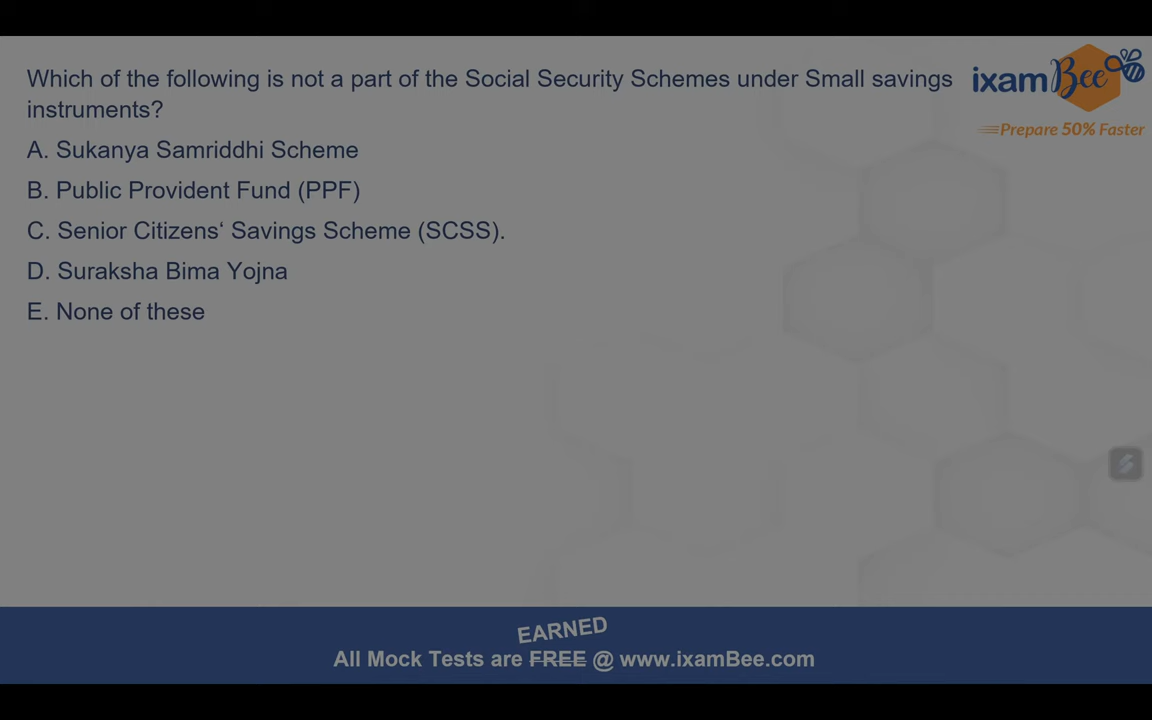 Which of the following is not a part of the Social Security Schemes under Small savings
instruments?
A. Sukanya Samriddhi Scheme
B. Public Provident Fund (PPF)
C. Senior Citizens‘ Savings Scheme (SCSS).
D. Suraksha Bima Yojna
E. None of these
ixamBee
Prepare 50% Faster
EARNED
All Mock Tests are FREE @ www.ixamBee.com